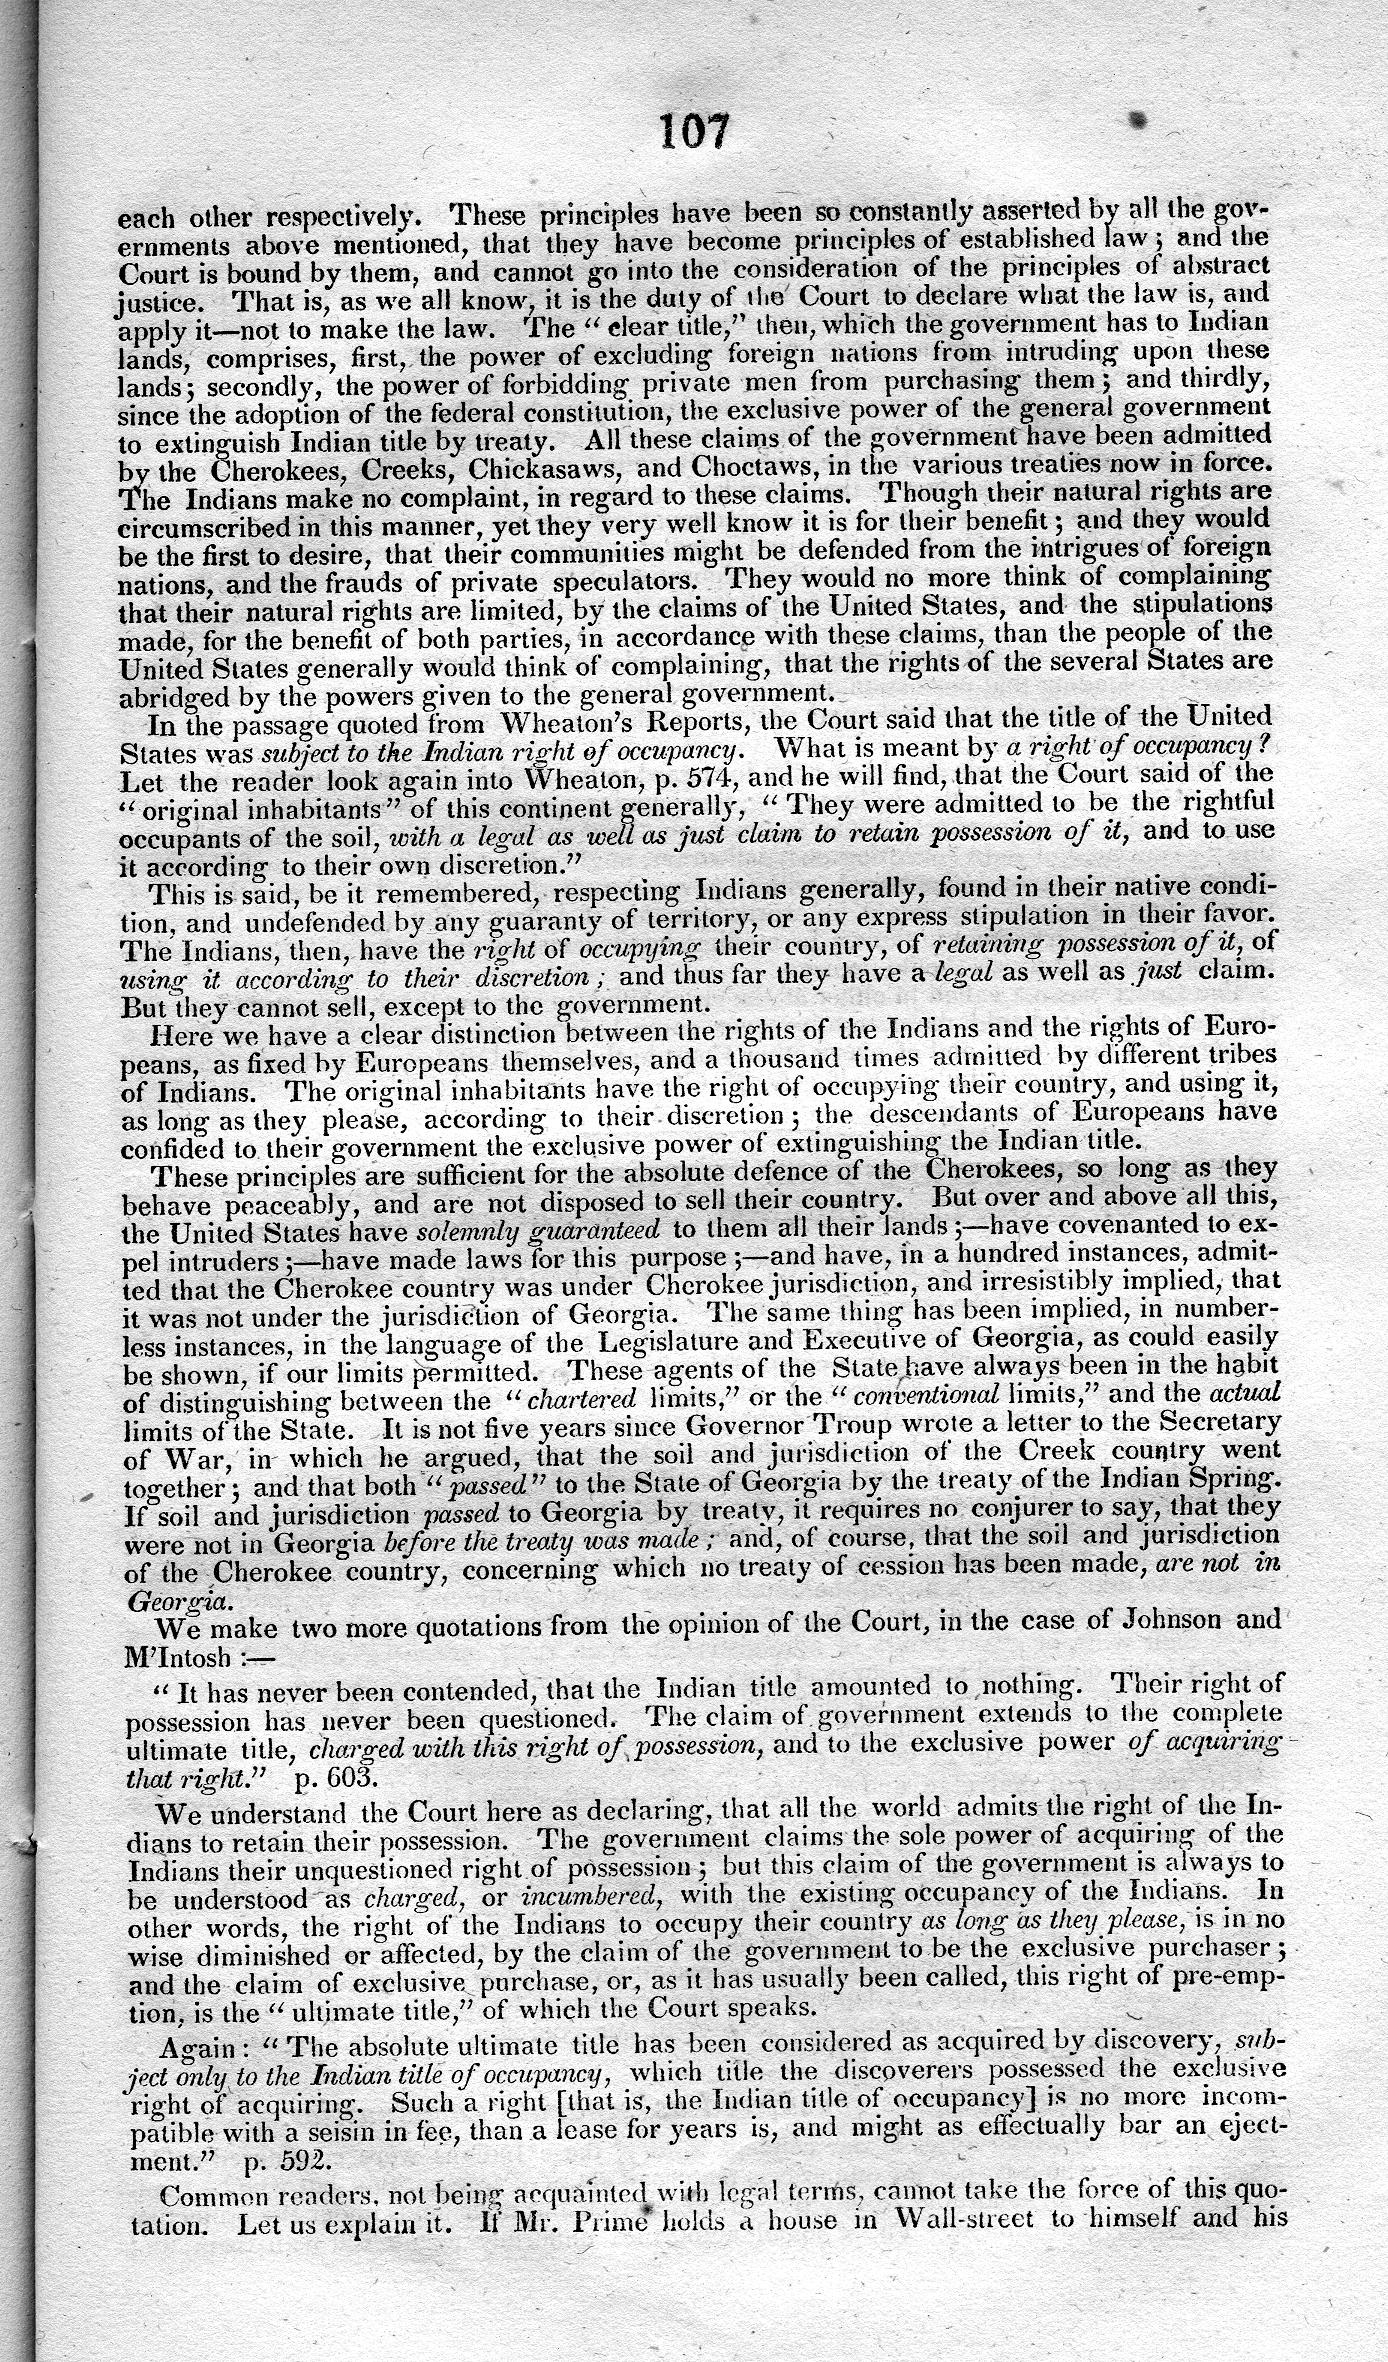 107
each other respectively. These principles have been so constantly asserted by all the gov-
ernments above mentioned, that they have become principles of established law; and the
Court is bound by them, and cannot go into the consideration of the principles of abstract
justice. That is, as we all know, it is the duty of the Court to declare what the law is, and
apply it—not to make the law. The “clear title,” then, which the government has to Indian
lands, comprises, first, the power of excluding foreign nations from intruding upon these
lands; secondly, the power of forbidding private men from purchasing them; and thirdly,
since the adoption of the federal constitution, the exclusive power of the general government
to extinguish Indian title by treaty. All these claims of the government have been admitted
by the Cherokees, Creeks, Chickasaws, and Choctaws, in the various treaties now in force.
The Indians make no complaint, in regard to these claims. Though their natural rights are
circumscribed in this manner, yet they very well know it is for their benefit; and they would
be the first to desire, that their communities might be defended from the intrigues of foreign
nations, and the frauds of private speculators. They would no more think of complaining
that their natural rights are limited, by the claims of the United States, and the stipulations
made, for the benefit of both parties, in accordance with these claims, than the people of the
United States generally would think of complaining, that the rights of the several States are
abridged by the powers given to the general government.
In the passage quoted from Wheaton’s Reports, the Court said that the title of the United
States was subject to the Indian right of occupancy. What is meant by a right of occupancy?
Let the reader look again into Wheaton, p. 574, and he will find, that the Court said of the
“original inhabitants” of this continent generally, “They were admitted to be the rightful
occupants of the soil, with a legal as well as just claim to retain possession of it, and to use
it according to their own discretion.”
This is said, be it remembered, respecting Indians generally, found in their native condi-
tion, and undefended by any guaranty of territory, or any express stipulation in their favor.
The Indians, then, have the right of occupying their country, of retaining possession of it, of
using it according to their discretion; and thus far they have a legal as well as just claim.
But they cannot sell, except to the government.
Here we have a clear distinction between the rights of the Indians and the rights of Euro-
peans, as fixed by Europeans themselves, and a thousand times admitted by different tribes
of Indians. The original inhabitants have the right of occupying their country, and using it,
as long as they please, according to their discretion; the descendants of Europeans have
confided to their government the exclusive power of extinguishing the Indian title.
These principles are sufficient for the absolute defence of the Cherokees, so long as they
behave peaceably, and are not disposed to sell their country. But over and above all this,
the United States have solemnly guaranteed to them all their lands;—have covenanted to ex-
pel intruders;—have made laws for this purpose;—and have, in a hundred instances, admit-
ted that the Cherokee country was under Cherokee jurisdiction, and irresistibly implied, that
it was not under the jurisdiction of Georgia. The same thing has been implied, in number-
less instances, in the language of the Legislature and Executive of Georgia, as could easily
be shown, if our limits permitted. These agents of the State have always been in the habit
of distinguishing between the “chartered limits,” or the “conventional limits,” and the actual
limits of the State. It is not five years since Governor Troup wrote a letter to the Secretary
of War, in which he argued, that the soil and jurisdiction of the Creek country went
together; and that both “passed” to the State of Georgia by the treaty of the Indian Spring.
If soil and jurisdiction passed to Georgia by treaty, it requires no conjurer to say, that they
were not in Georgia before the treaty was made; and, of course, that the soil and jurisdiction
of the Cherokee country, concerning which no treaty of cession has been made, are not in
Georgia.
We make two more quotations from the opinion of the Court, in the case of Johnson and
M’Intosh:—
“It has never been contended, that the Indian title amounted to nothing. Their right of
possession has never been questioned. The claim of government extends to the complete
ultimate title, charged with this right of possession, and to the exclusive power of acquiring
that right.” p. 603.
We understand the Court here as declaring, that all the world admits the right of the In-
dians to retain their possession. The government claims the sole power of acquiring of the
Indians their unquestioned right of possession; but this claim of the government is always to
be understood as charged, or incumbered, with the existing occupancy of the Indians. In
other words, the right of the Indians to occupy their country as long as they please, is in no
wise diminished or affected, by the claim of the government to be the exclusive purchaser;
and the claim of exclusive purchase, or, as it has usually been called, this right of pre-emp-
tion, is the “ultimate title,” of which the Court speaks.
Again: “The absolute ultimate title has been considered as acquired by discovery, sub-
ject only to the Indian title of occupancy, which title the discoverers possessed the exclusive
right of acquiring. Such a right [that is, the Indian title of occupancy] is no more incom-
patible with a seisin in fee, than a lease for years is, and might as effectually bar an eject-
ment.” p. 592.
Common readers, not being acquainted with legal terms, cannot take the force of this quo-
tation. Let us explain it. If Mr. Prime holds a house in Wall-street to himself and his